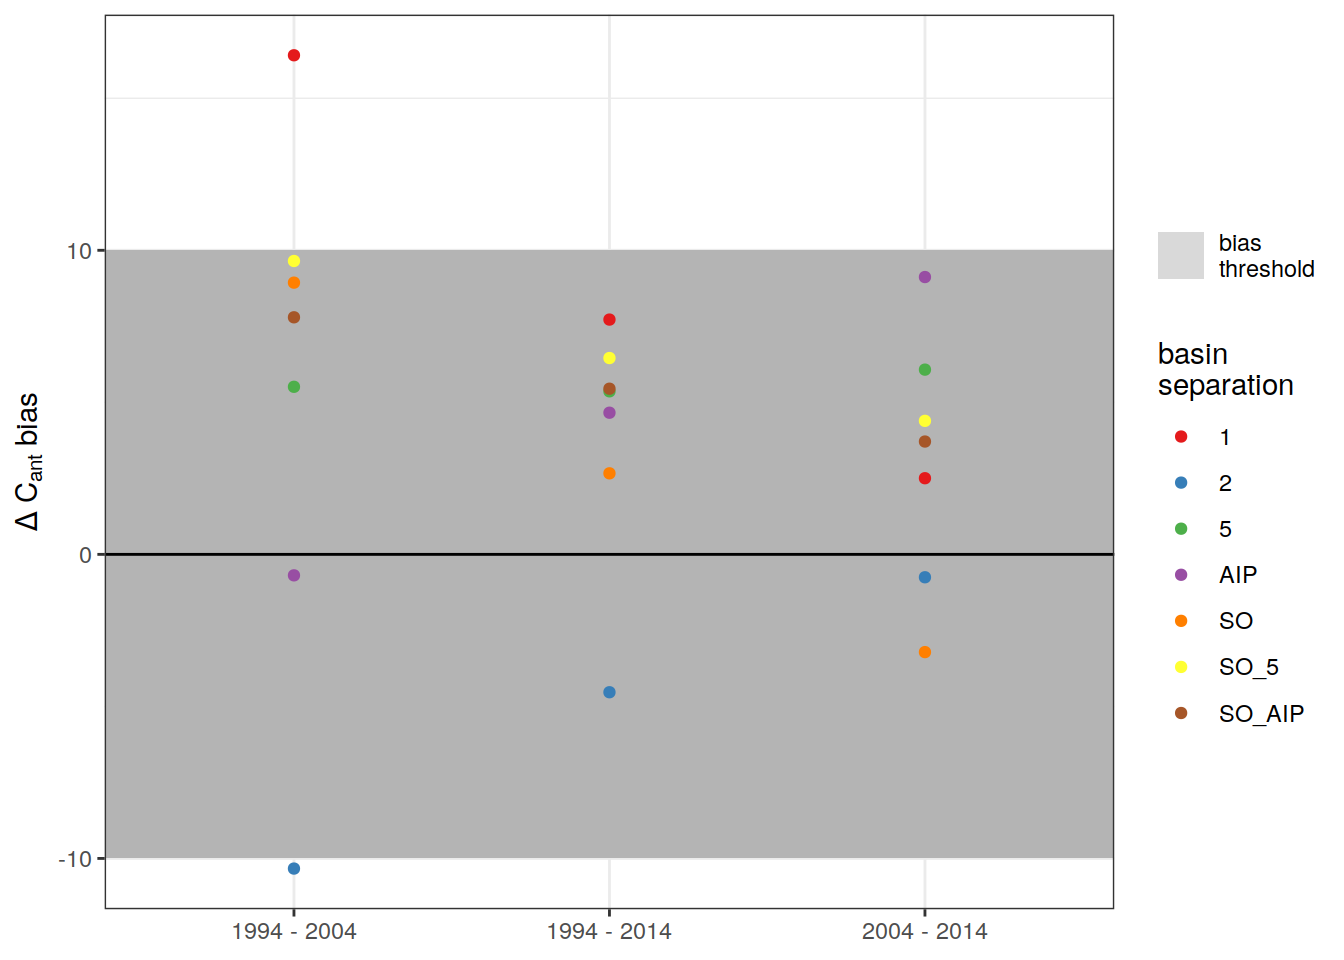 Δ Cant bias
10
0
-10
1994 - 2004
1994 - 2014
2004 - 2014
bias
threshold
basin
separation
1
2
5
AIP
SO
SO_5
SO_AIP